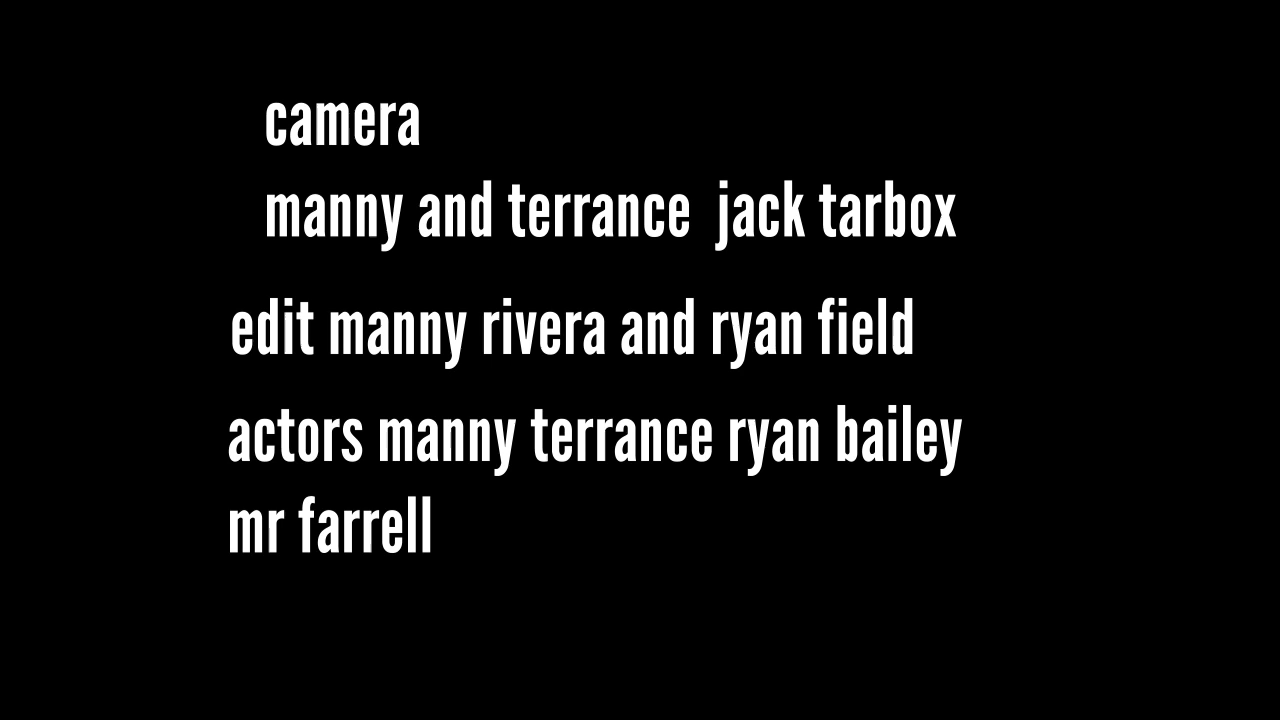 camera
manny and terrance  jack tarbox
edit manny rivera and ryan field
actors manny terrance ryan bailey
mr farrell